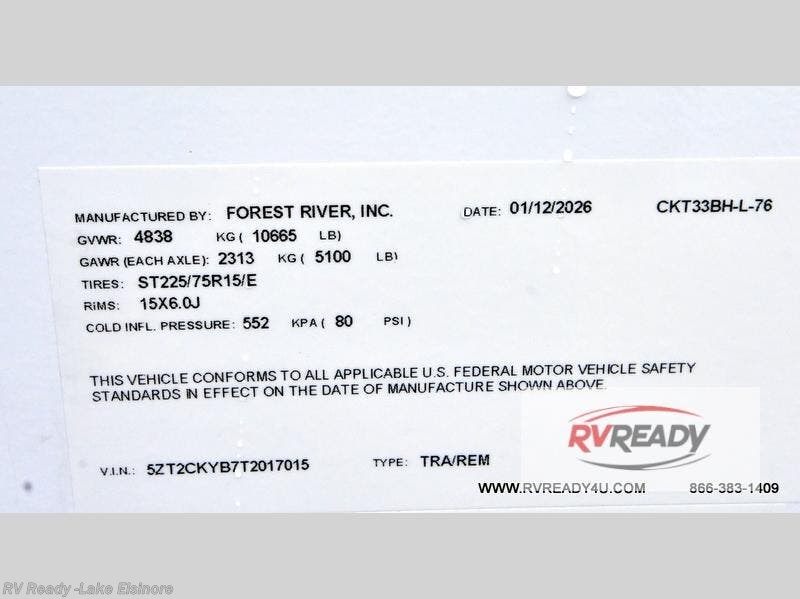 MANUFACTURED BY: FOREST RIVER, INC. DATE: 01/12/2026 CKT33BH-L-76
GVWR: 4838 KG ( 10665 LB)
GAWR (EACH AXLE): 2313 KG ( 5100 LB)
TIRES: ST225/75R15/E
RIMS: 15X6.0J
COLD INFL. PRESSURE: 552 KPA ( 80 PSI )
THIS VEHICLE CONFORMS TO ALL APPLICABLE U.S. FEDERAL MOTOR VEHICLE SAFETY
STANDARDS IN EFFECT ON THE DATE OF MANUFACTURE SHOWN ABOVE.
RVREADY
V.I.N.: 5ZT2CKYB7T2017015 TYPE: TRA/REM
WWW.RVREADY4U.COM 866-383-1409
RV Ready -Lake Elsinore